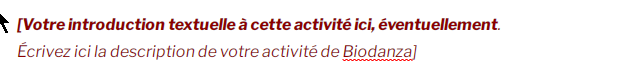 [Votre introduction textuelle à cette activité ici, éventuellement.
Écrivez ici la description de votre activité de Biodanza]